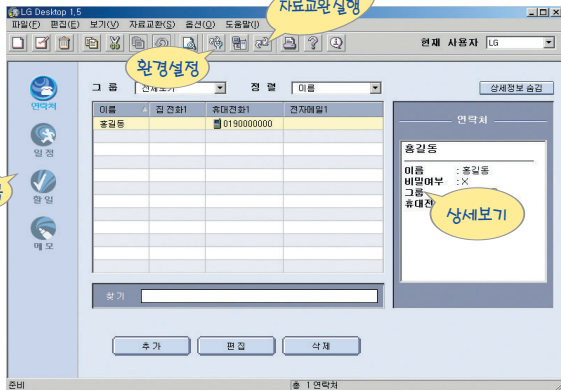 LG Desktop 1.5
자료교환실행
파일(F) 편집(E) 보기(V) 자료교환(S) 옵션(O) 도움말(I)
현재 사용자 LG
환경설정
그 룹 전체보기 정 렬 이름
상세정보 숨김
연락처
이름 집 전화1 휴대전화1 전자메일1
홍길동 0190000000
연락처
홍길동
이름 : 홍길동
비밀여부 : X
그룹
휴대전
상세보기
일 정
할 일
메 모
찾 기
추 가 편 집 삭 제
준비
총 1 연락처